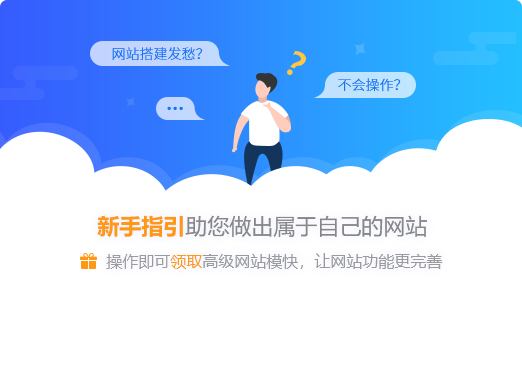 网站搭建发愁?
不会操作?
...
新手指引助您做出属于自己的网站
操作即可领取高级网站模快，让网站功能更完善